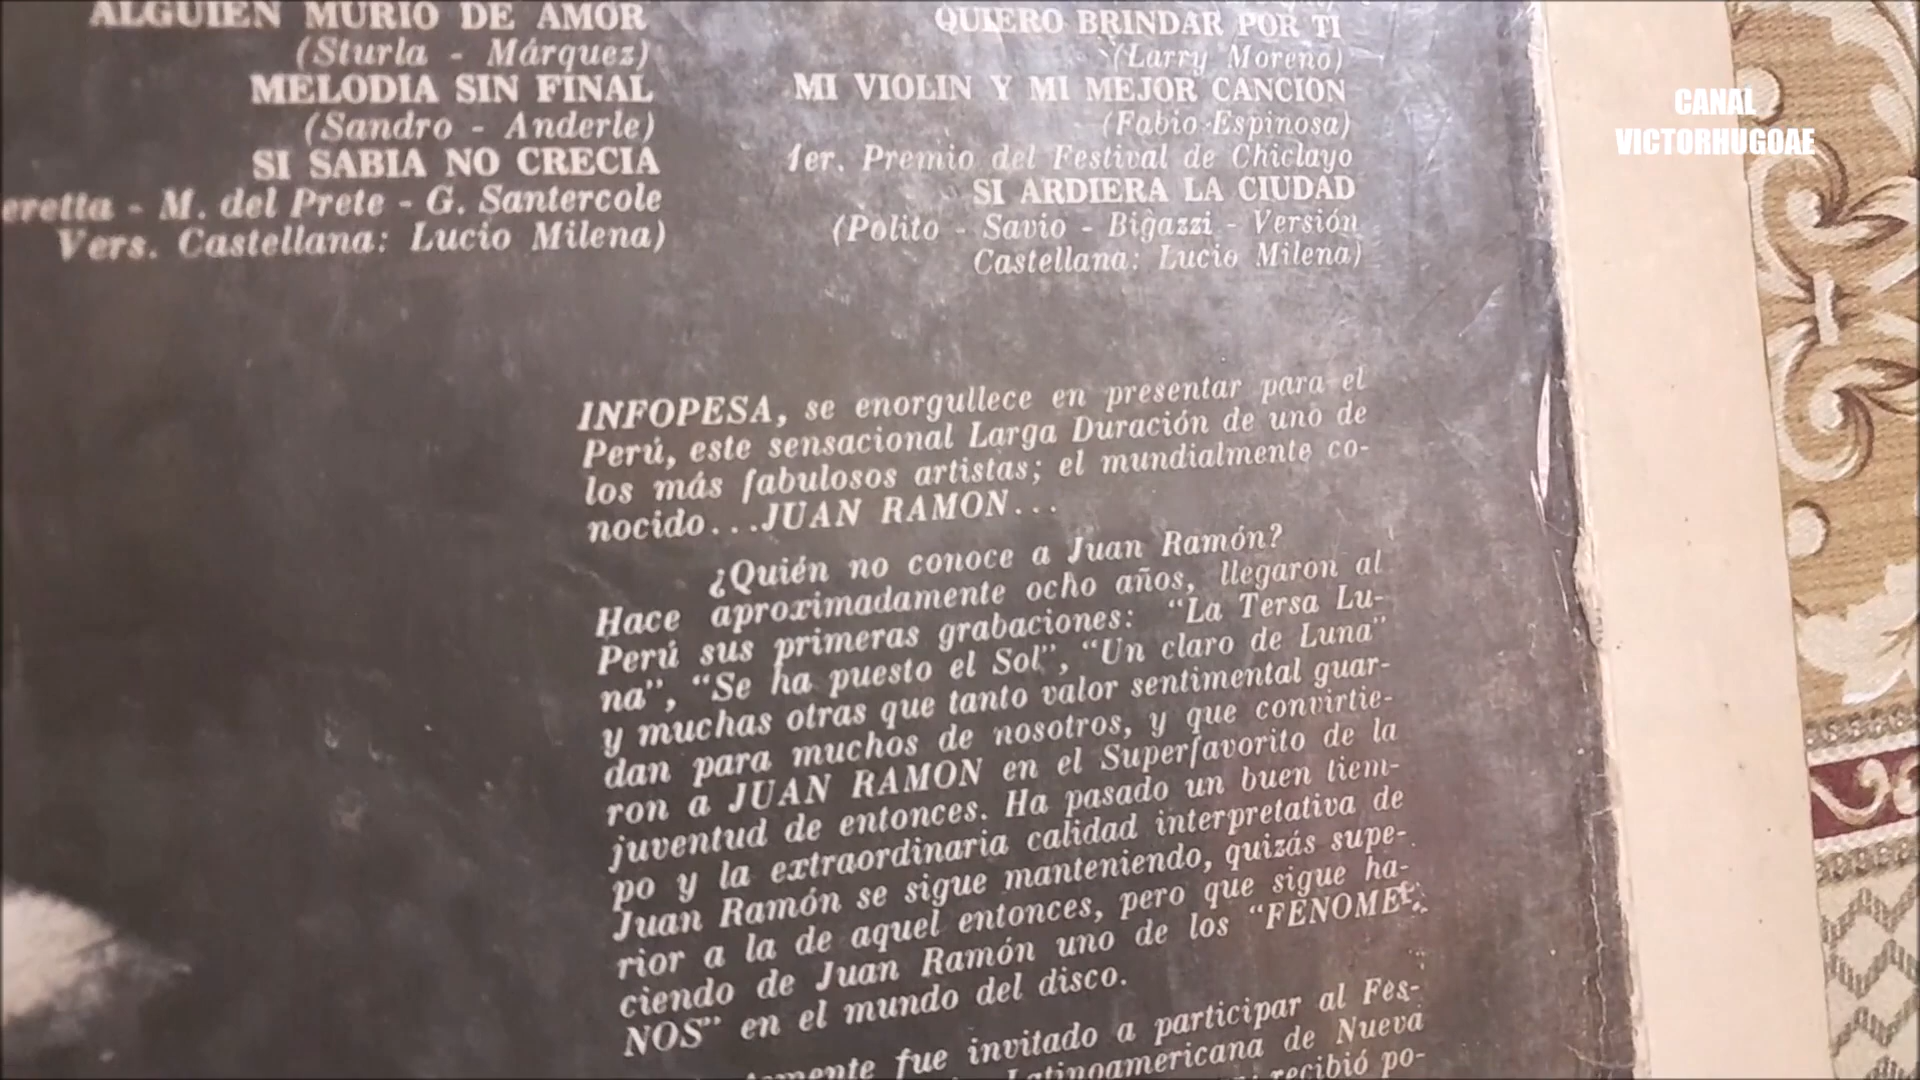 ALGUIEN MURIO DE AMOR
(Sturla - Márquez)
MELODIA SIN FINAL
(Sandro - Anderle)
SI SABIA NO CRECIA
eretta - M. del Prete - G. Santercole
Vers. Castellana: Lucio Milena)
QUIERO BRINDAR POR TI
(Larry Moreno)
MI VIOLIN Y MI MEJOR CANCION
(Fabio Espinosa)
1er. Premio del Festival de Chiclayo
SI ARDIERA LA CIUDAD
(Polito - Savio - Bigazzi - Versión
Castellana: Lucio Milena)
CANAL
VICTORHUGOAE
INFOPESA, se enorgullece en presentar para el
Perú, este sensacional Larga Duración de uno de
los más fabulosos artistas; el mundialmente co-
nocido...JUAN RAMON...
¿Quién no conoce a Juan Ramón?
Hace aproximadamente ocho años, llegaron al
Perú sus primeras grabaciones: "La Tersa Lu-
na", "Se ha puesto el Sol", "Un claro de Luna"
y muchas otras que tanto valor sentimental guar-
dan para muchos de nosotros, y que convirtie-
ron a JUAN RAMON en el Superfavorito de la
juventud de entonces. Ha pasado un buen tiem-
po y la extraordinaria calidad interpretativa de
Juan Ramón se sigue manteniendo, quizás supe-
rior a la de aquel entonces, pero que sigue ha-
ciendo de Juan Ramón uno de los "FENOME-
NOS" en el mundo del disco.
fue invitado a participar al Fes-
Latinoamericana de Nueva
recibió po-